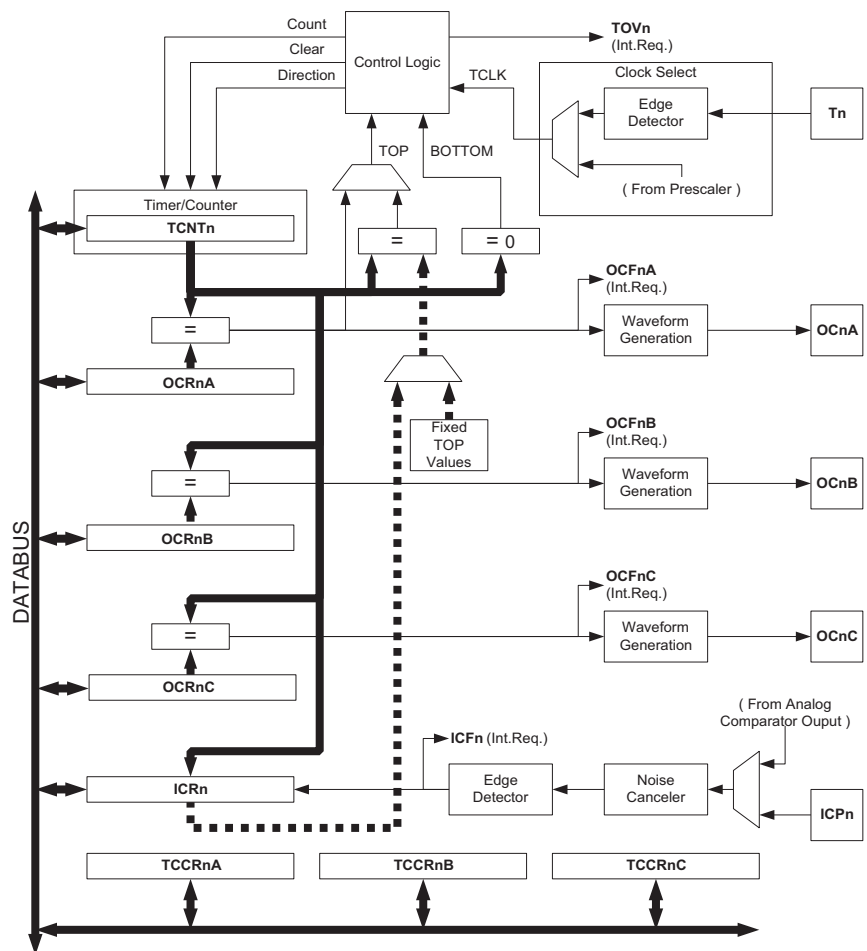 Count
Clear
Direction
Control Logic
TOVn
(Int.Req.)
TCLK
Clock Select
Edge
Detector
Tn
( From Prescaler )
TOP
BOTTOM
Timer/Counter
TCNTn
=
= 0
OCFnA
(Int.Req.)
=
Waveform
Generation
OCnA
OCRnA
Fixed
TOP
Values
OCFnB
(Int.Req.)
=
Waveform
Generation
OCnB
OCRnB
DATABUS
OCFnC
(Int.Req.)
=
Waveform
Generation
OCnC
OCRnC
( From Analog
Comparator Ouput )
ICFn (Int.Req.)
ICRn
Edge
Detector
Noise
Canceler
ICPn
TCCRnA
TCCRnB
TCCRnC